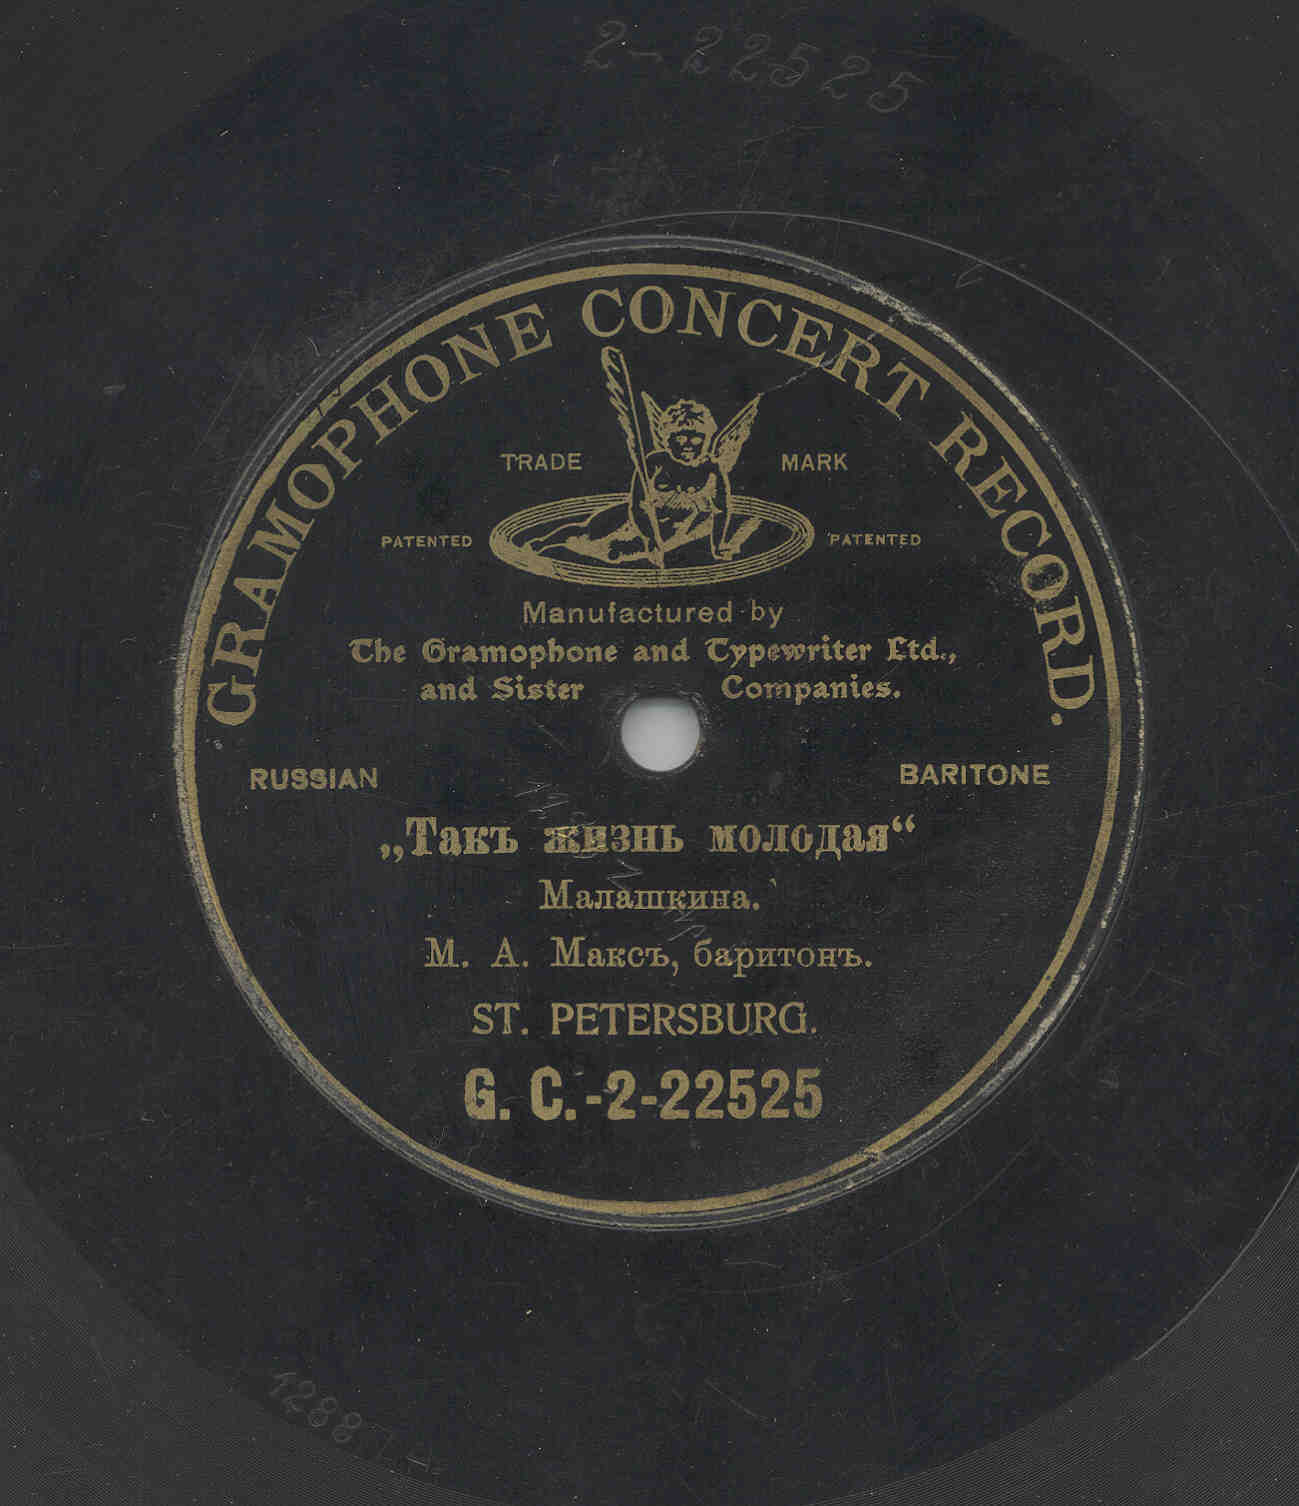 2-22525
GRAMOPHONE CONCERT RECORD.
TRADE MARK
PATENTED PATENTED
Manufactured by
The Gramophone and Typewriter Ltd.,
and Sister Companies.
RUSSIAN BARITONE
„Такъ жизнь молодая“
Малашкина.
М. А. Максъ, баритонъ.
ST. PETERSBURG.
G. C.-2-22525